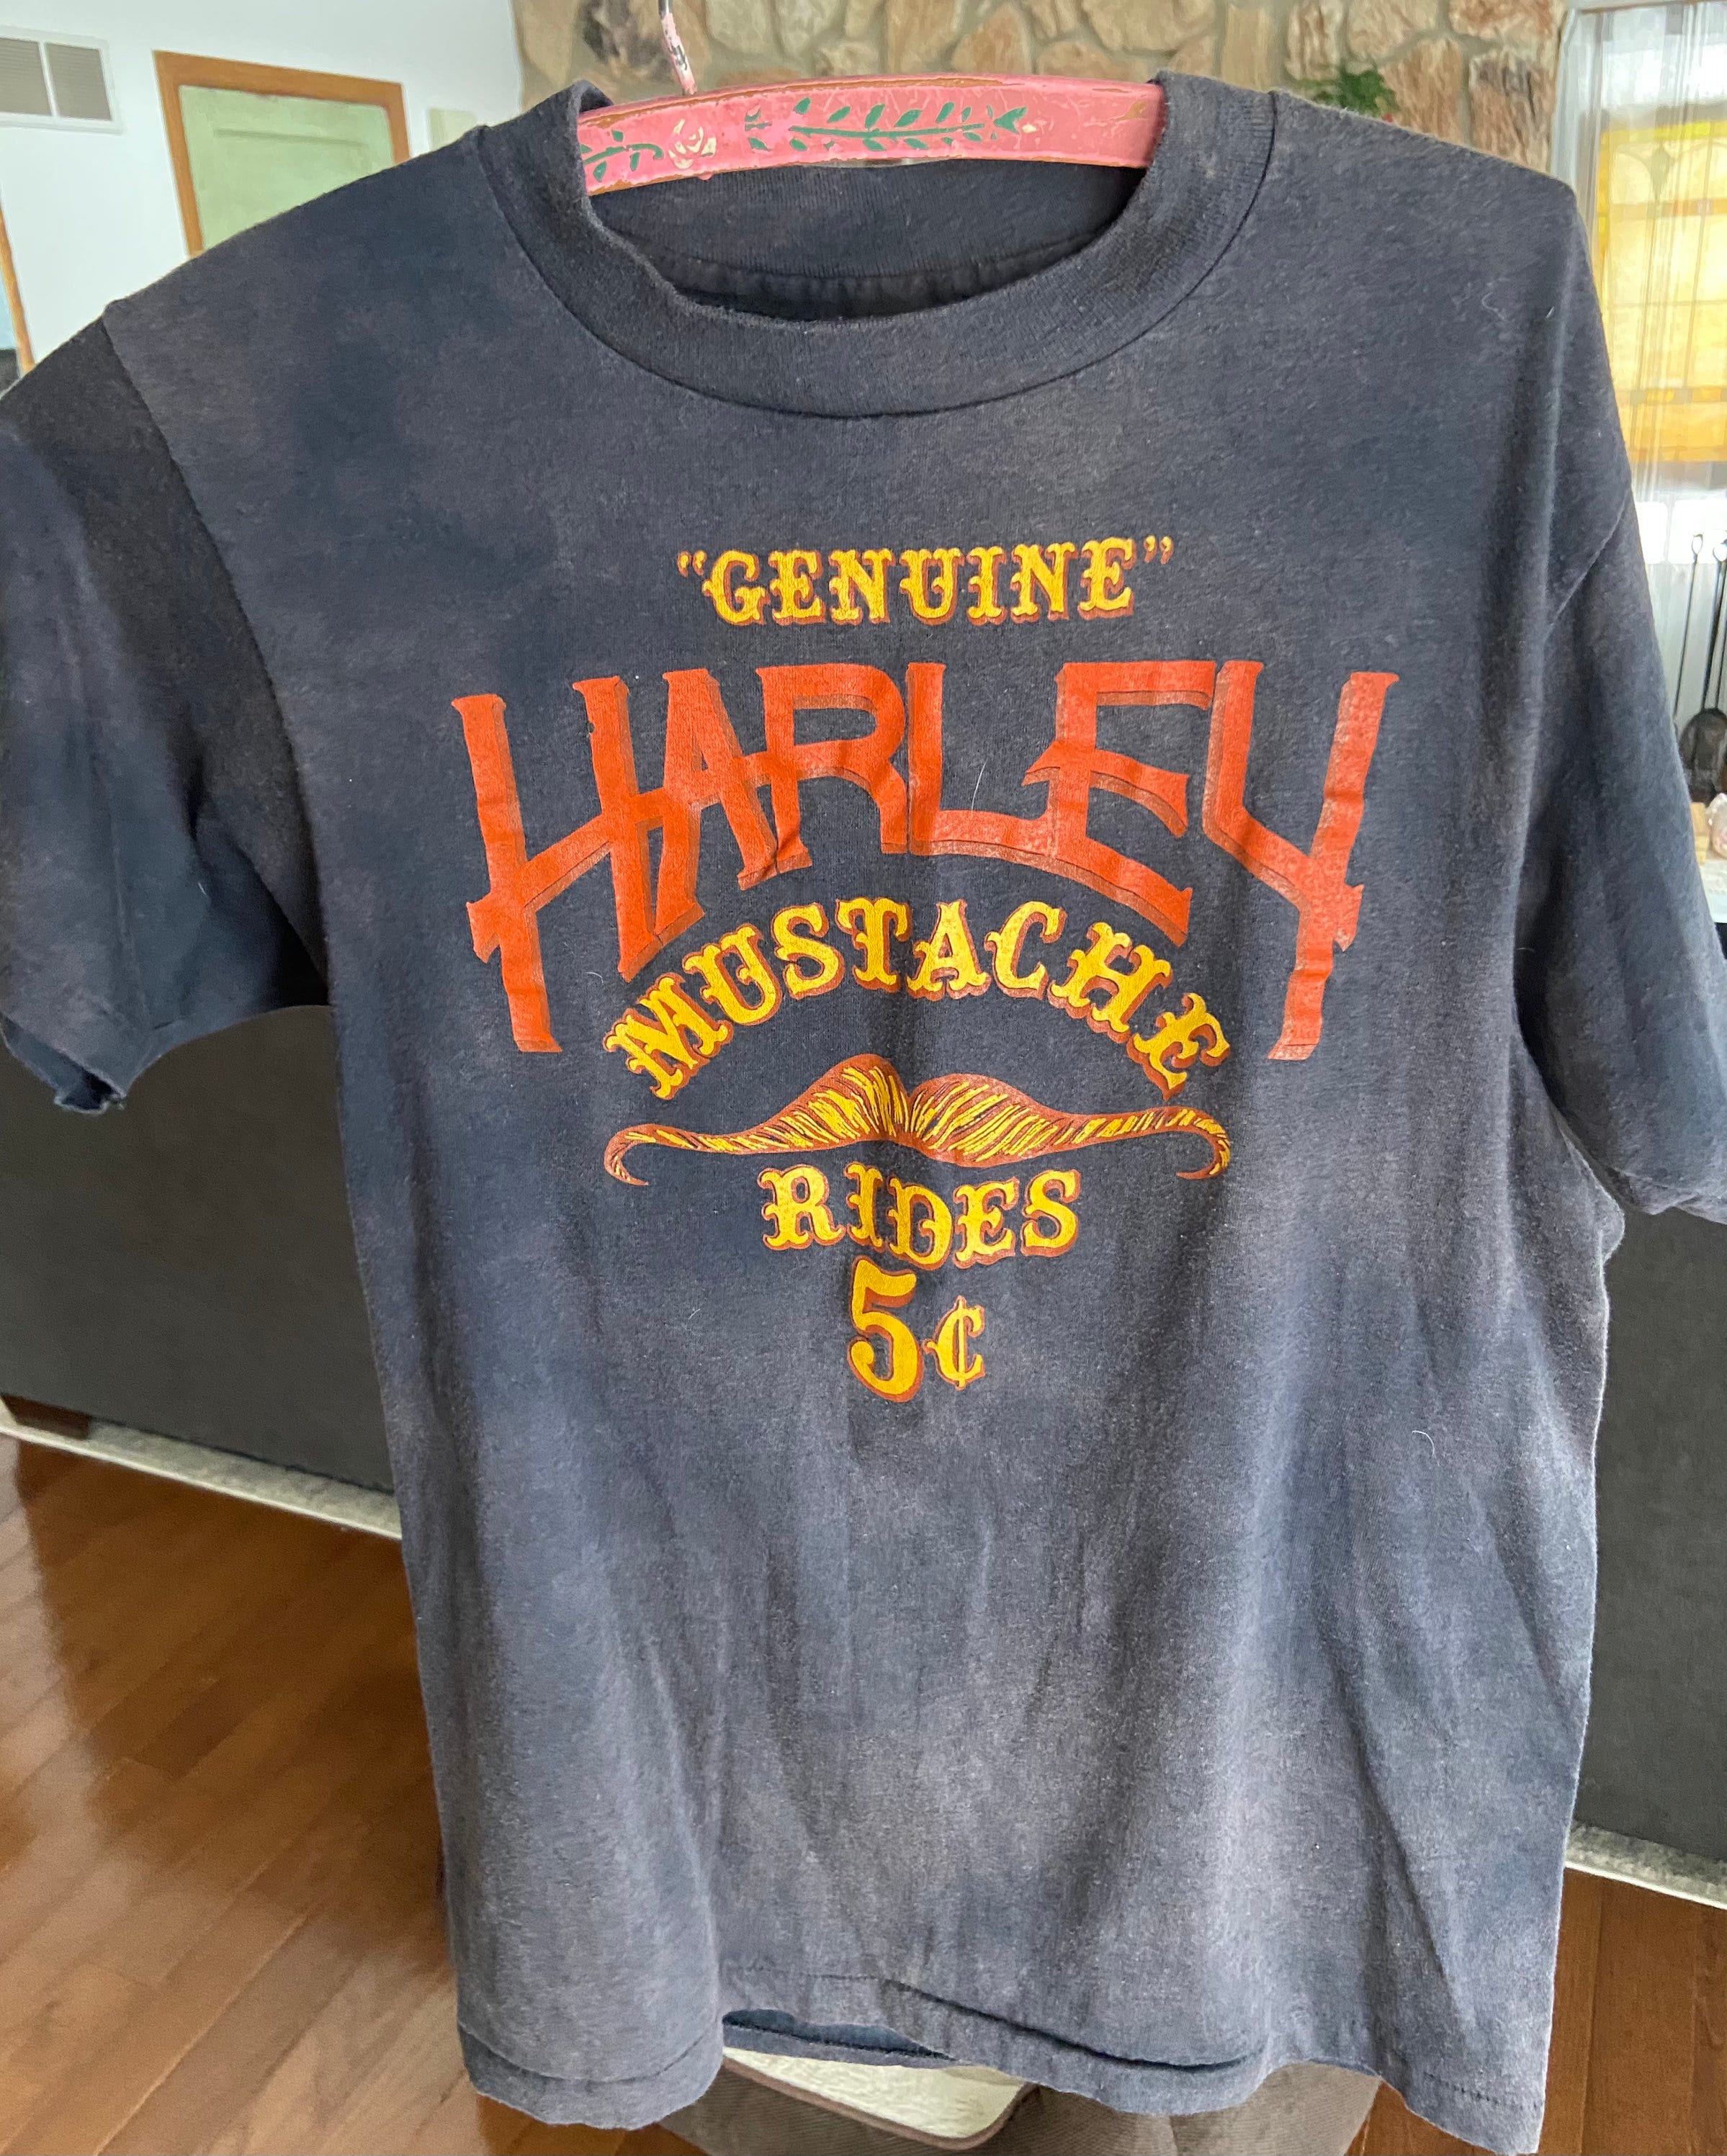 "GENUINE"
HARLEY
MUSTACHE
RIDES
5¢